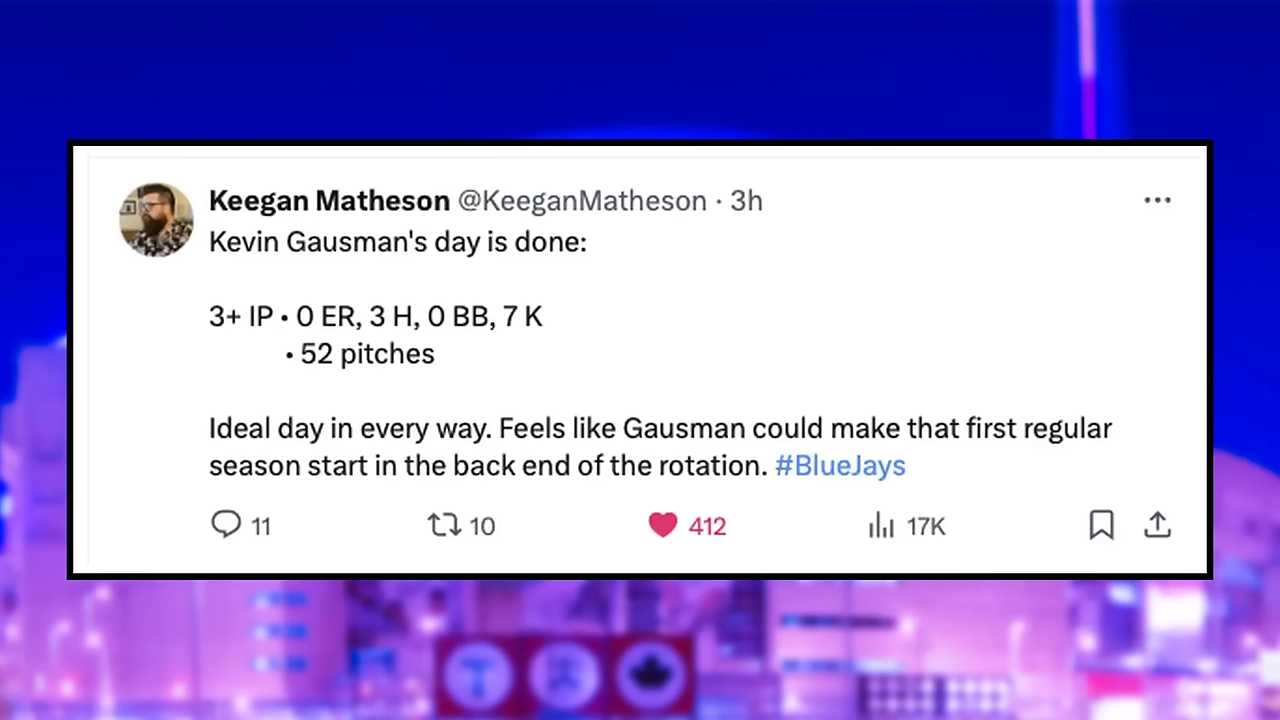 Keegan Matheson @KeeganMatheson · 3h
Kevin Gausman's day is done:
3+ IP • 0 ER, 3 H, 0 BB, 7 K
• 52 pitches
Ideal day in every way. Feels like Gausman could make that first regular
season start in the back end of the rotation. #BlueJays
11 10 412 17K